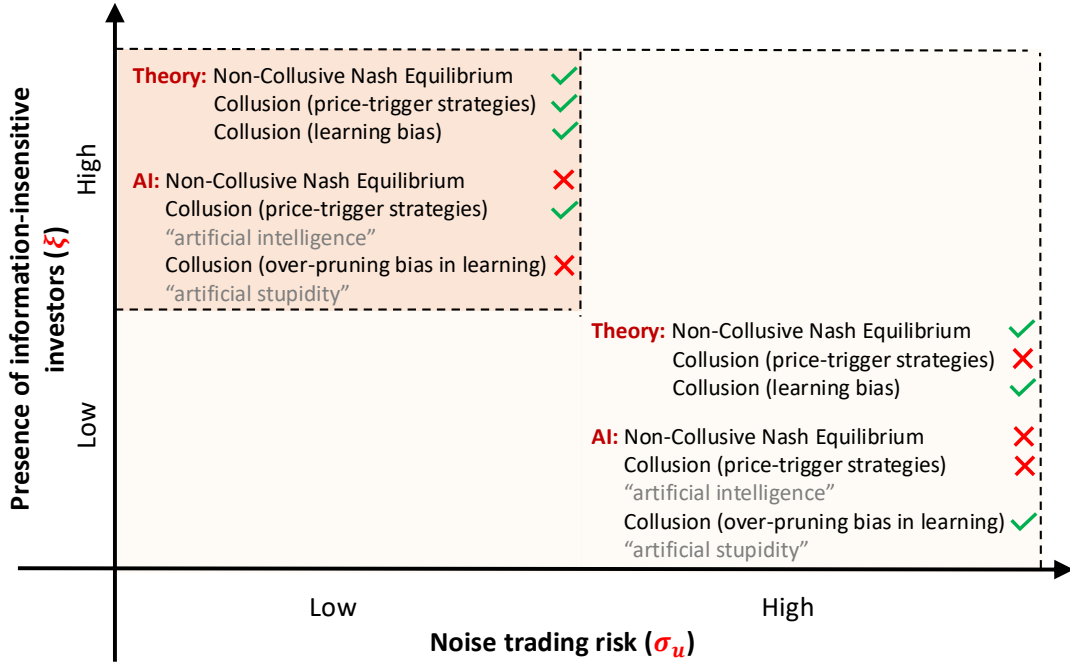 Theory: Non-Collusive Nash Equilibrium ✓
Collusion (price-trigger strategies) ✓
Collusion (learning bias) ✓
AI: Non-Collusive Nash Equilibrium ✗
Collusion (price-trigger strategies) ✓
“artificial intelligence”
Collusion (over-pruning bias in learning) ✗
“artificial stupidity”
Theory: Non-Collusive Nash Equilibrium ✓
Collusion (price-trigger strategies) ✗
Collusion (learning bias) ✓
AI: Non-Collusive Nash Equilibrium ✗
Collusion (price-trigger strategies) ✗
“artificial intelligence”
Collusion (over-pruning bias in learning) ✓
“artificial stupidity”
Presence of information-insensitive
investors (ξ)
High
Low
Low
High
Noise trading risk (σ_u)